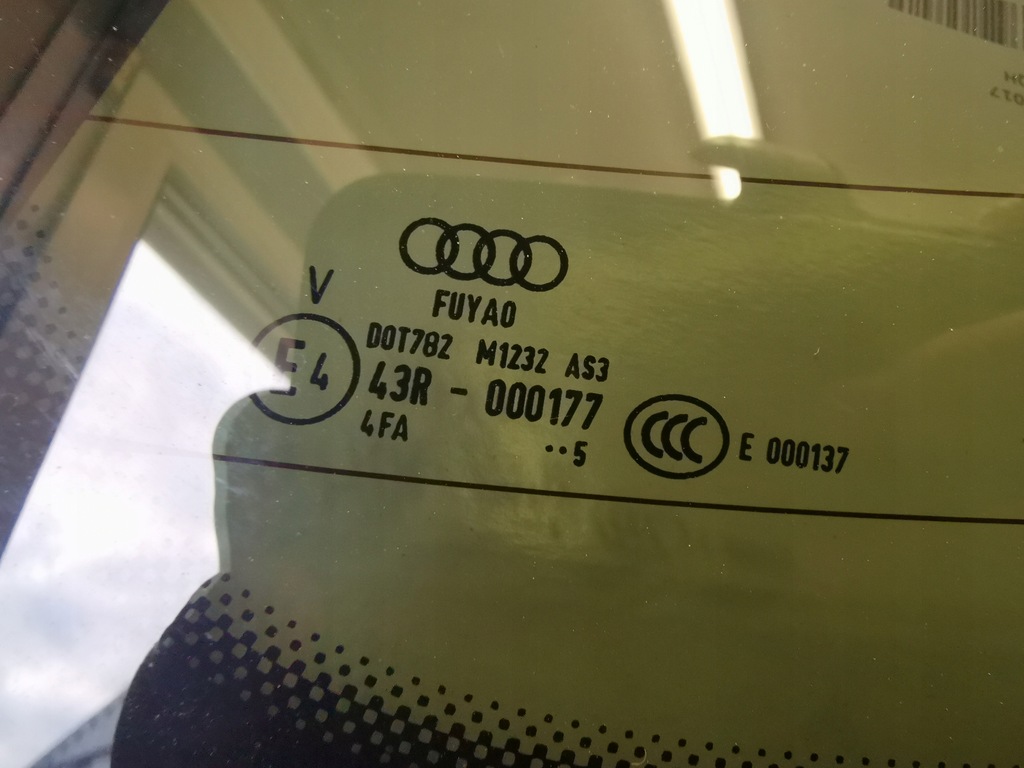 V
FUYAO
DOT782 M1232 AS3
E4
43R - 000177
4FA
··5
CCC
E 000137